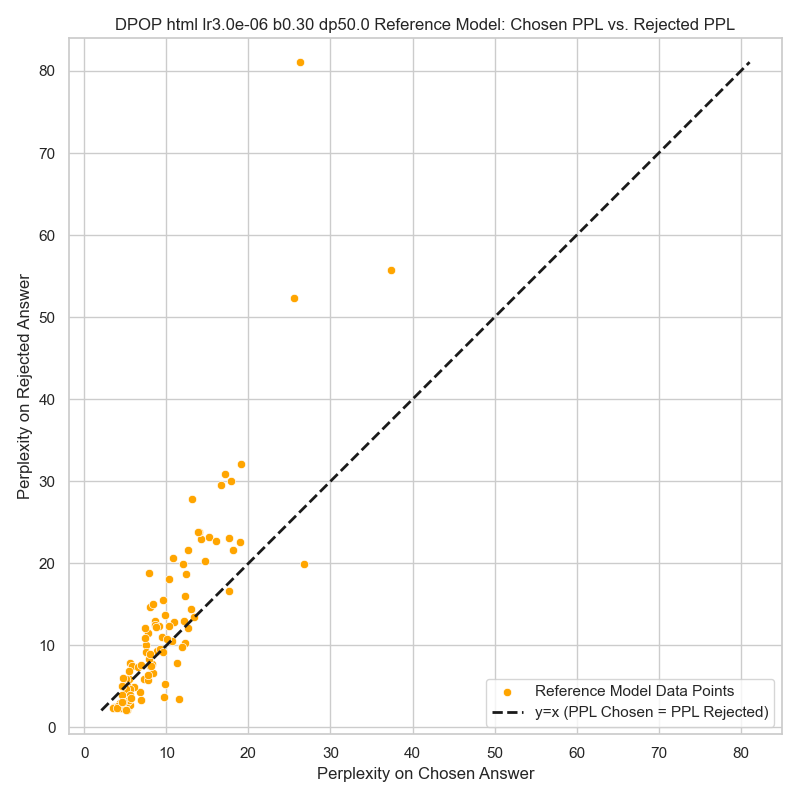 DPOP html lr3.0e-06 b0.30 dp50.0 Reference Model: Chosen PPL vs. Rejected PPL
80
70
60
50
40
30
20
10
0
Perplexity on Rejected Answer
Reference Model Data Points
y=x (PPL Chosen = PPL Rejected)
0 10 20 30 40 50 60 70 80
Perplexity on Chosen Answer